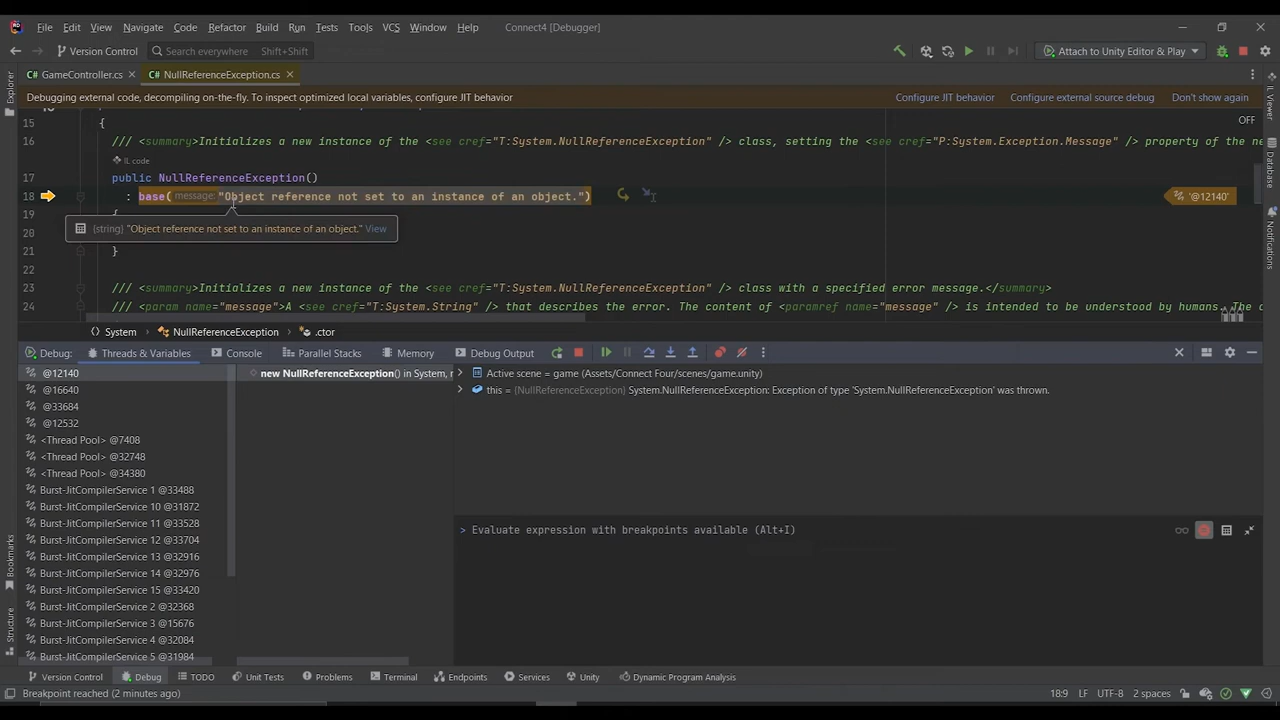 File Edit View Navigate Code Refactor Build Run Tests Tools VCS Window Help Connect4 [Debugger]
Version Control Search everywhere Shift+Shift Attach to Unity Editor & Play
C# GameController.cs C# NullReferenceException.cs
Debugging external code, decompiling on-the-fly. To inspect optimized local variables, configure JIT behavior Configure JIT behavior Configure external source debug Don't show again
15 {
16 /// <summary>Initializes a new instance of the <see cref="T:System.NullReferenceException" /> class, setting the <see cref="P:System.Exception.Message" /> property of the ne
OFF
IL code
17 public NullReferenceException()
18 : base( message: "Object reference not set to an instance of an object.") '@12140'
19 {
20 {string} "Object reference not set to an instance of an object." View
21 }
22
23 /// <summary>Initializes a new instance of the <see cref="T:System.NullReferenceException" /> class with a specified error message.</summary>
24 /// <param name="message">A <see cref="T:System.String" /> that describes the error. The content of <paramref name="message" /> is intended to be understood by humans. The
System NullReferenceException .ctor
Debug: Threads & Variables Console Parallel Stacks Memory Debug Output
@12140 new NullReferenceException() in System, Active scene = game (Assets/Connect Four/scenes/game.unity)
@16640 this = {NullReferenceException} System.NullReferenceException: Exception of type 'System.NullReferenceException' was thrown.
@33684
@12532
<Thread Pool> @7408
<Thread Pool> @32748
<Thread Pool> @34380
Burst-JitCompilerService 1 @33488
Burst-JitCompilerService 10 @31872
Burst-JitCompilerService 11 @33528
Burst-JitCompilerService 12 @33704
Burst-JitCompilerService 13 @32916
Burst-JitCompilerService 14 @32976
Burst-JitCompilerService 15 @33420
Burst-JitCompilerService 2 @32368
Burst-JitCompilerService 3 @15676
Burst-JitCompilerService 4 @32084
Burst-JitCompilerService 5 @31984
> Evaluate expression with breakpoints available (Alt+I)
Explorer
Bookmarks
Structure
IL Viewer
Database
Notifications
Version Control Debug TODO Unit Tests Problems Terminal Endpoints Services Unity Dynamic Program Analysis
Breakpoint reached (2 minutes ago) 18:9 LF UTF-8 2 spaces